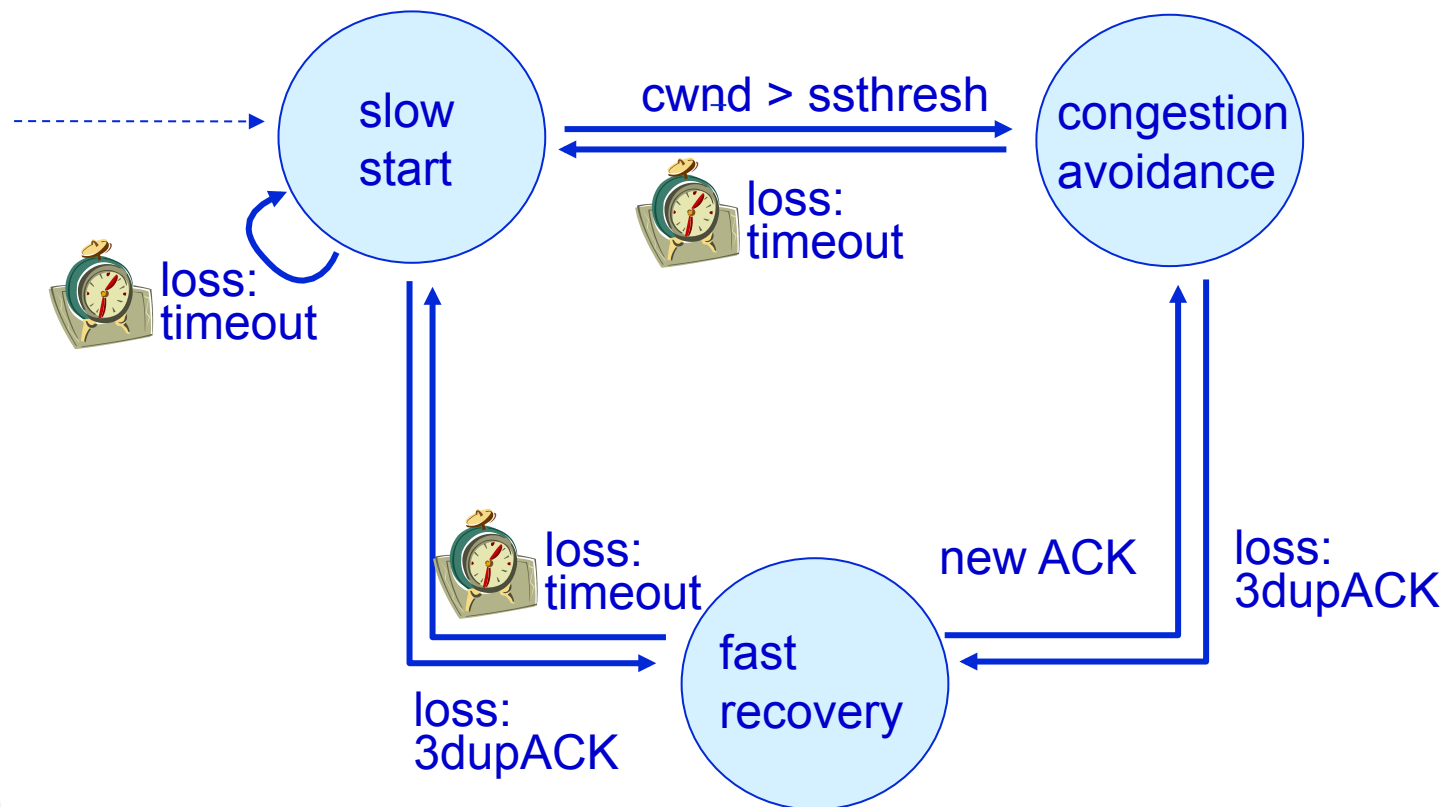 slow
start
cwnd > ssthresh
congestion
avoidance
loss:
timeout
loss:
timeout
loss:
timeout
new ACK
loss:
3dupACK
fast
recovery
loss:
3dupACK